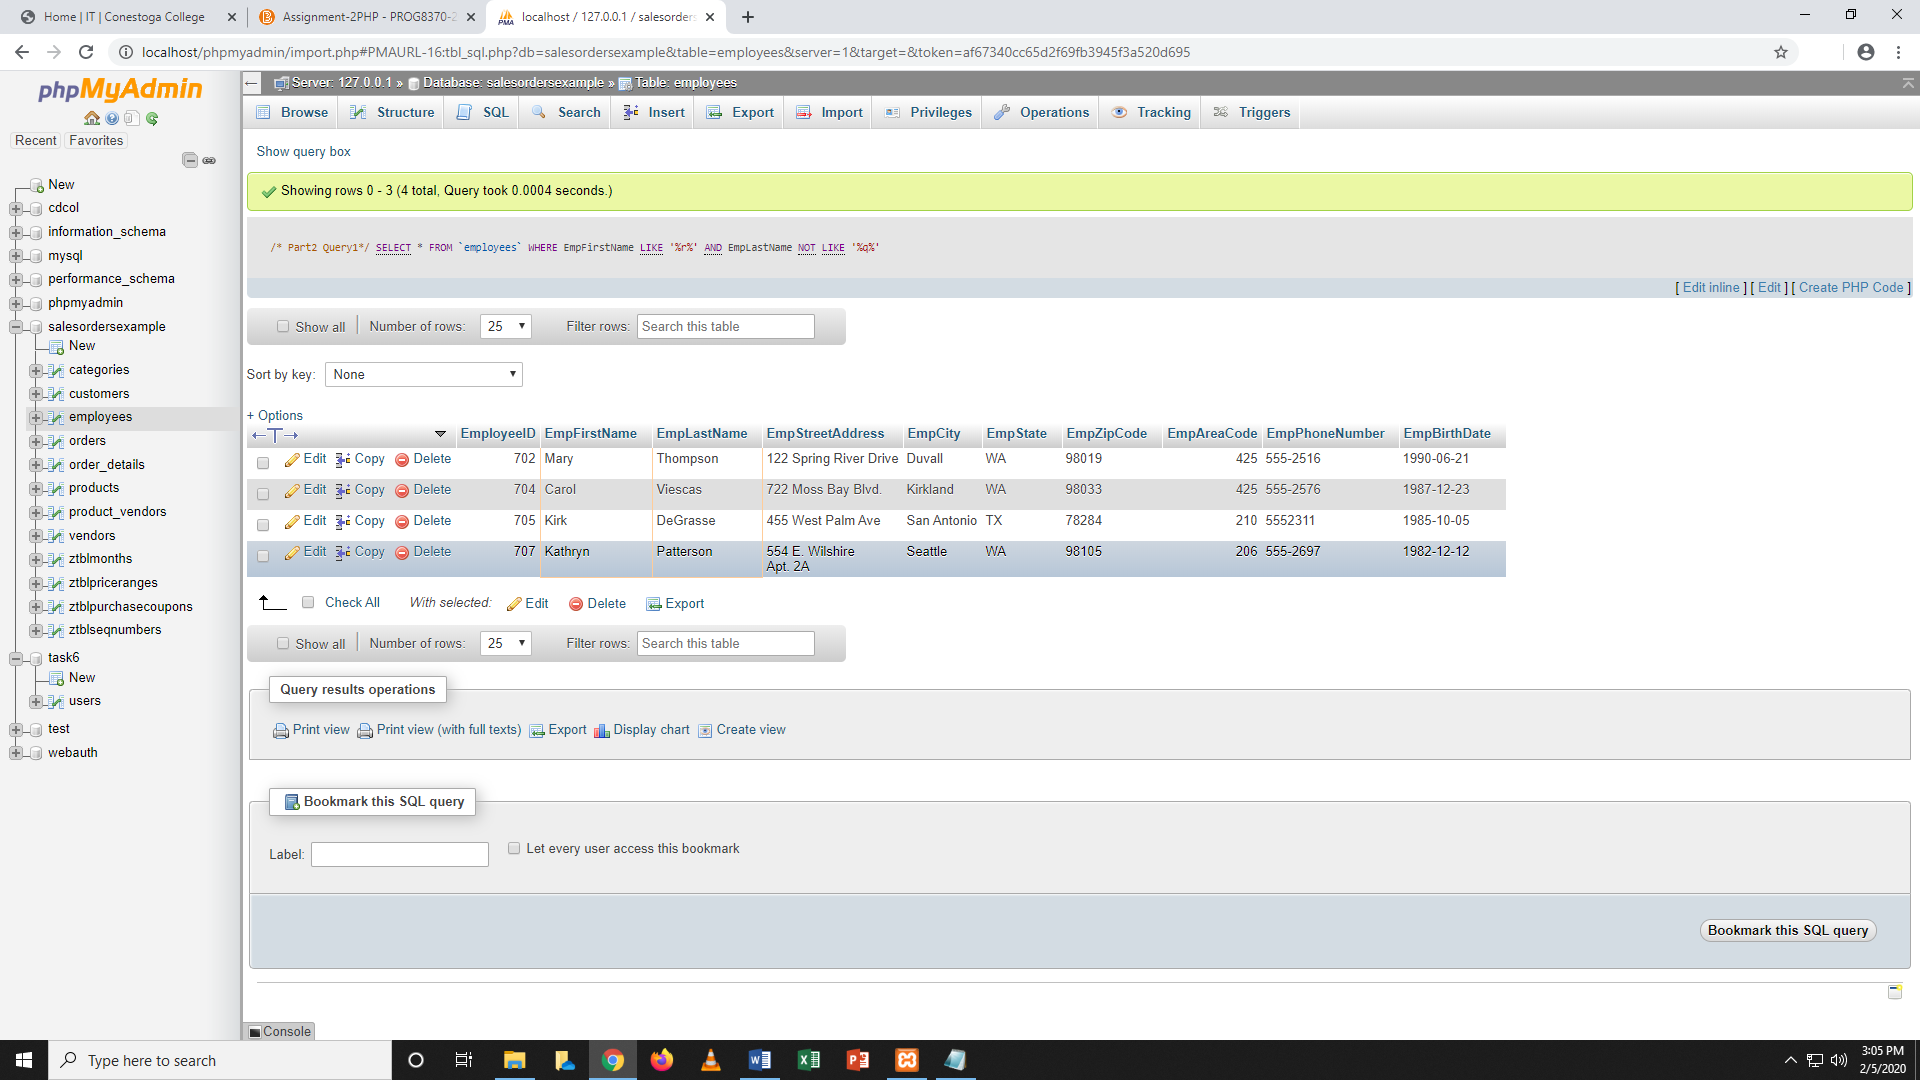 Home | IT | Conestoga College
Assignment-2PHP - PROG8370-2
localhost / 127.0.0.1 / salesorders
localhost/phpmyadmin/import.php#PMAURL-16:tbl_sql.php?db=salesordersexample&table=employees&server=1&target=&token=af67340cc65d2f69fb3945f3a520d695
phpMyAdmin
Recent Favorites
New
cdcol
information_schema
mysql
performance_schema
phpmyadmin
salesordersexample
New
categories
customers
employees
orders
order_details
products
product_vendors
vendors
ztblmonths
ztblpriceranges
ztblpurchasecoupons
ztblseqnumbers
task6
New
users
test
webauth
Server: 127.0.0.1 » Database: salesordersexample » Table: employees
Browse Structure SQL Search Insert Export Import Privileges Operations Tracking Triggers
Show query box
Showing rows 0 - 3 (4 total, Query took 0.0004 seconds.)
/* Part2 Query1*/ SELECT * FROM `employees` WHERE EmpFirstName LIKE '%r%' AND EmpLastName NOT LIKE '%q%'
[ Edit inline ] [ Edit ] [ Create PHP Code ]
Show all Number of rows: 25 Filter rows: Search this table
Sort by key: None
+ Options
EmployeeID EmpFirstName EmpLastName EmpStreetAddress EmpCity EmpState EmpZipCode EmpAreaCode EmpPhoneNumber EmpBirthDate
Edit Copy Delete 702 Mary Thompson 122 Spring River Drive Duvall WA 98019 425 555-2516 1990-06-21
Edit Copy Delete 704 Carol Viescas 722 Moss Bay Blvd. Kirkland WA 98033 425 555-2576 1987-12-23
Edit Copy Delete 705 Kirk DeGrasse 455 West Palm Ave San Antonio TX 78284 210 5552311 1985-10-05
Edit Copy Delete 707 Kathryn Patterson 554 E. Wilshire Seattle WA 98105 206 555-2697 1982-12-12
Apt. 2A
Check All With selected: Edit Delete Export
Show all Number of rows: 25 Filter rows: Search this table
Query results operations
Print view Print view (with full texts) Export Display chart Create view
Bookmark this SQL query
Label: Let every user access this bookmark
Bookmark this SQL query
Console
Type here to search
3:05 PM
2/5/2020